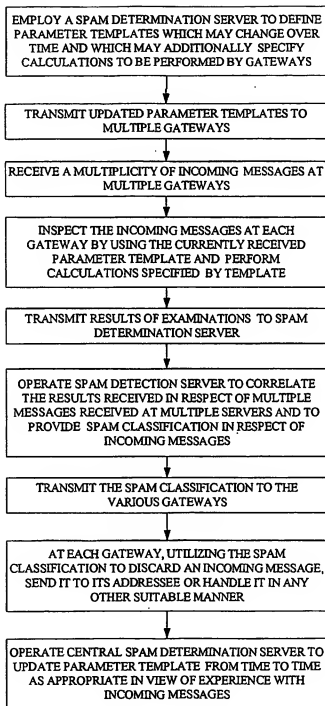 EMPLOY A SPAM DETERMINATION SERVER TO DEFINE
PARAMETER TEMPLATES WHICH MAY CHANGE OVER
TIME AND WHICH MAY ADDITIONALLY SPECIFY
CALCULATIONS TO BE PERFORMED BY GATEWAYS
TRANSMIT UPDATED PARAMETER TEMPLATES TO
MULTIPLE GATEWAYS
RECEIVE A MULTIPLICITY OF INCOMING MESSAGES AT
MULTIPLE GATEWAYS
INSPECT THE INCOMING MESSAGES AT EACH
GATEWAY BY USING THE CURRENTLY RECEIVED
PARAMETER TEMPLATE AND PERFORM
CALCULATIONS SPECIFIED BY TEMPLATE
TRANSMIT RESULTS OF EXAMINATIONS TO SPAM
DETERMINATION SERVER
OPERATE SPAM DETECTION SERVER TO CORRELATE
THE RESULTS RECEIVED IN RESPECT OF MULTIPLE
MESSAGES RECEIVED AT MULTIPLE SERVERS AND TO
PROVIDE SPAM CLASSIFICATION IN RESPECT OF
INCOMING MESSAGES
TRANSMIT THE SPAM CLASSIFICATION TO THE
VARIOUS GATEWAYS
AT EACH GATEWAY, UTILIZING THE SPAM
CLASSIFICATION TO DISCARD AN INCOMING MESSAGE,
SEND IT TO ITS ADDRESSEE OR HANDLE IT IN ANY
OTHER SUITABLE MANNER
OPERATE CENTRAL SPAM DETERMINATION SERVER TO
UPDATE PARAMETER TEMPLATE FROM TIME TO TIME
AS APPROPRIATE IN VIEW OF EXPERIENCE WITH
INCOMING MESSAGES